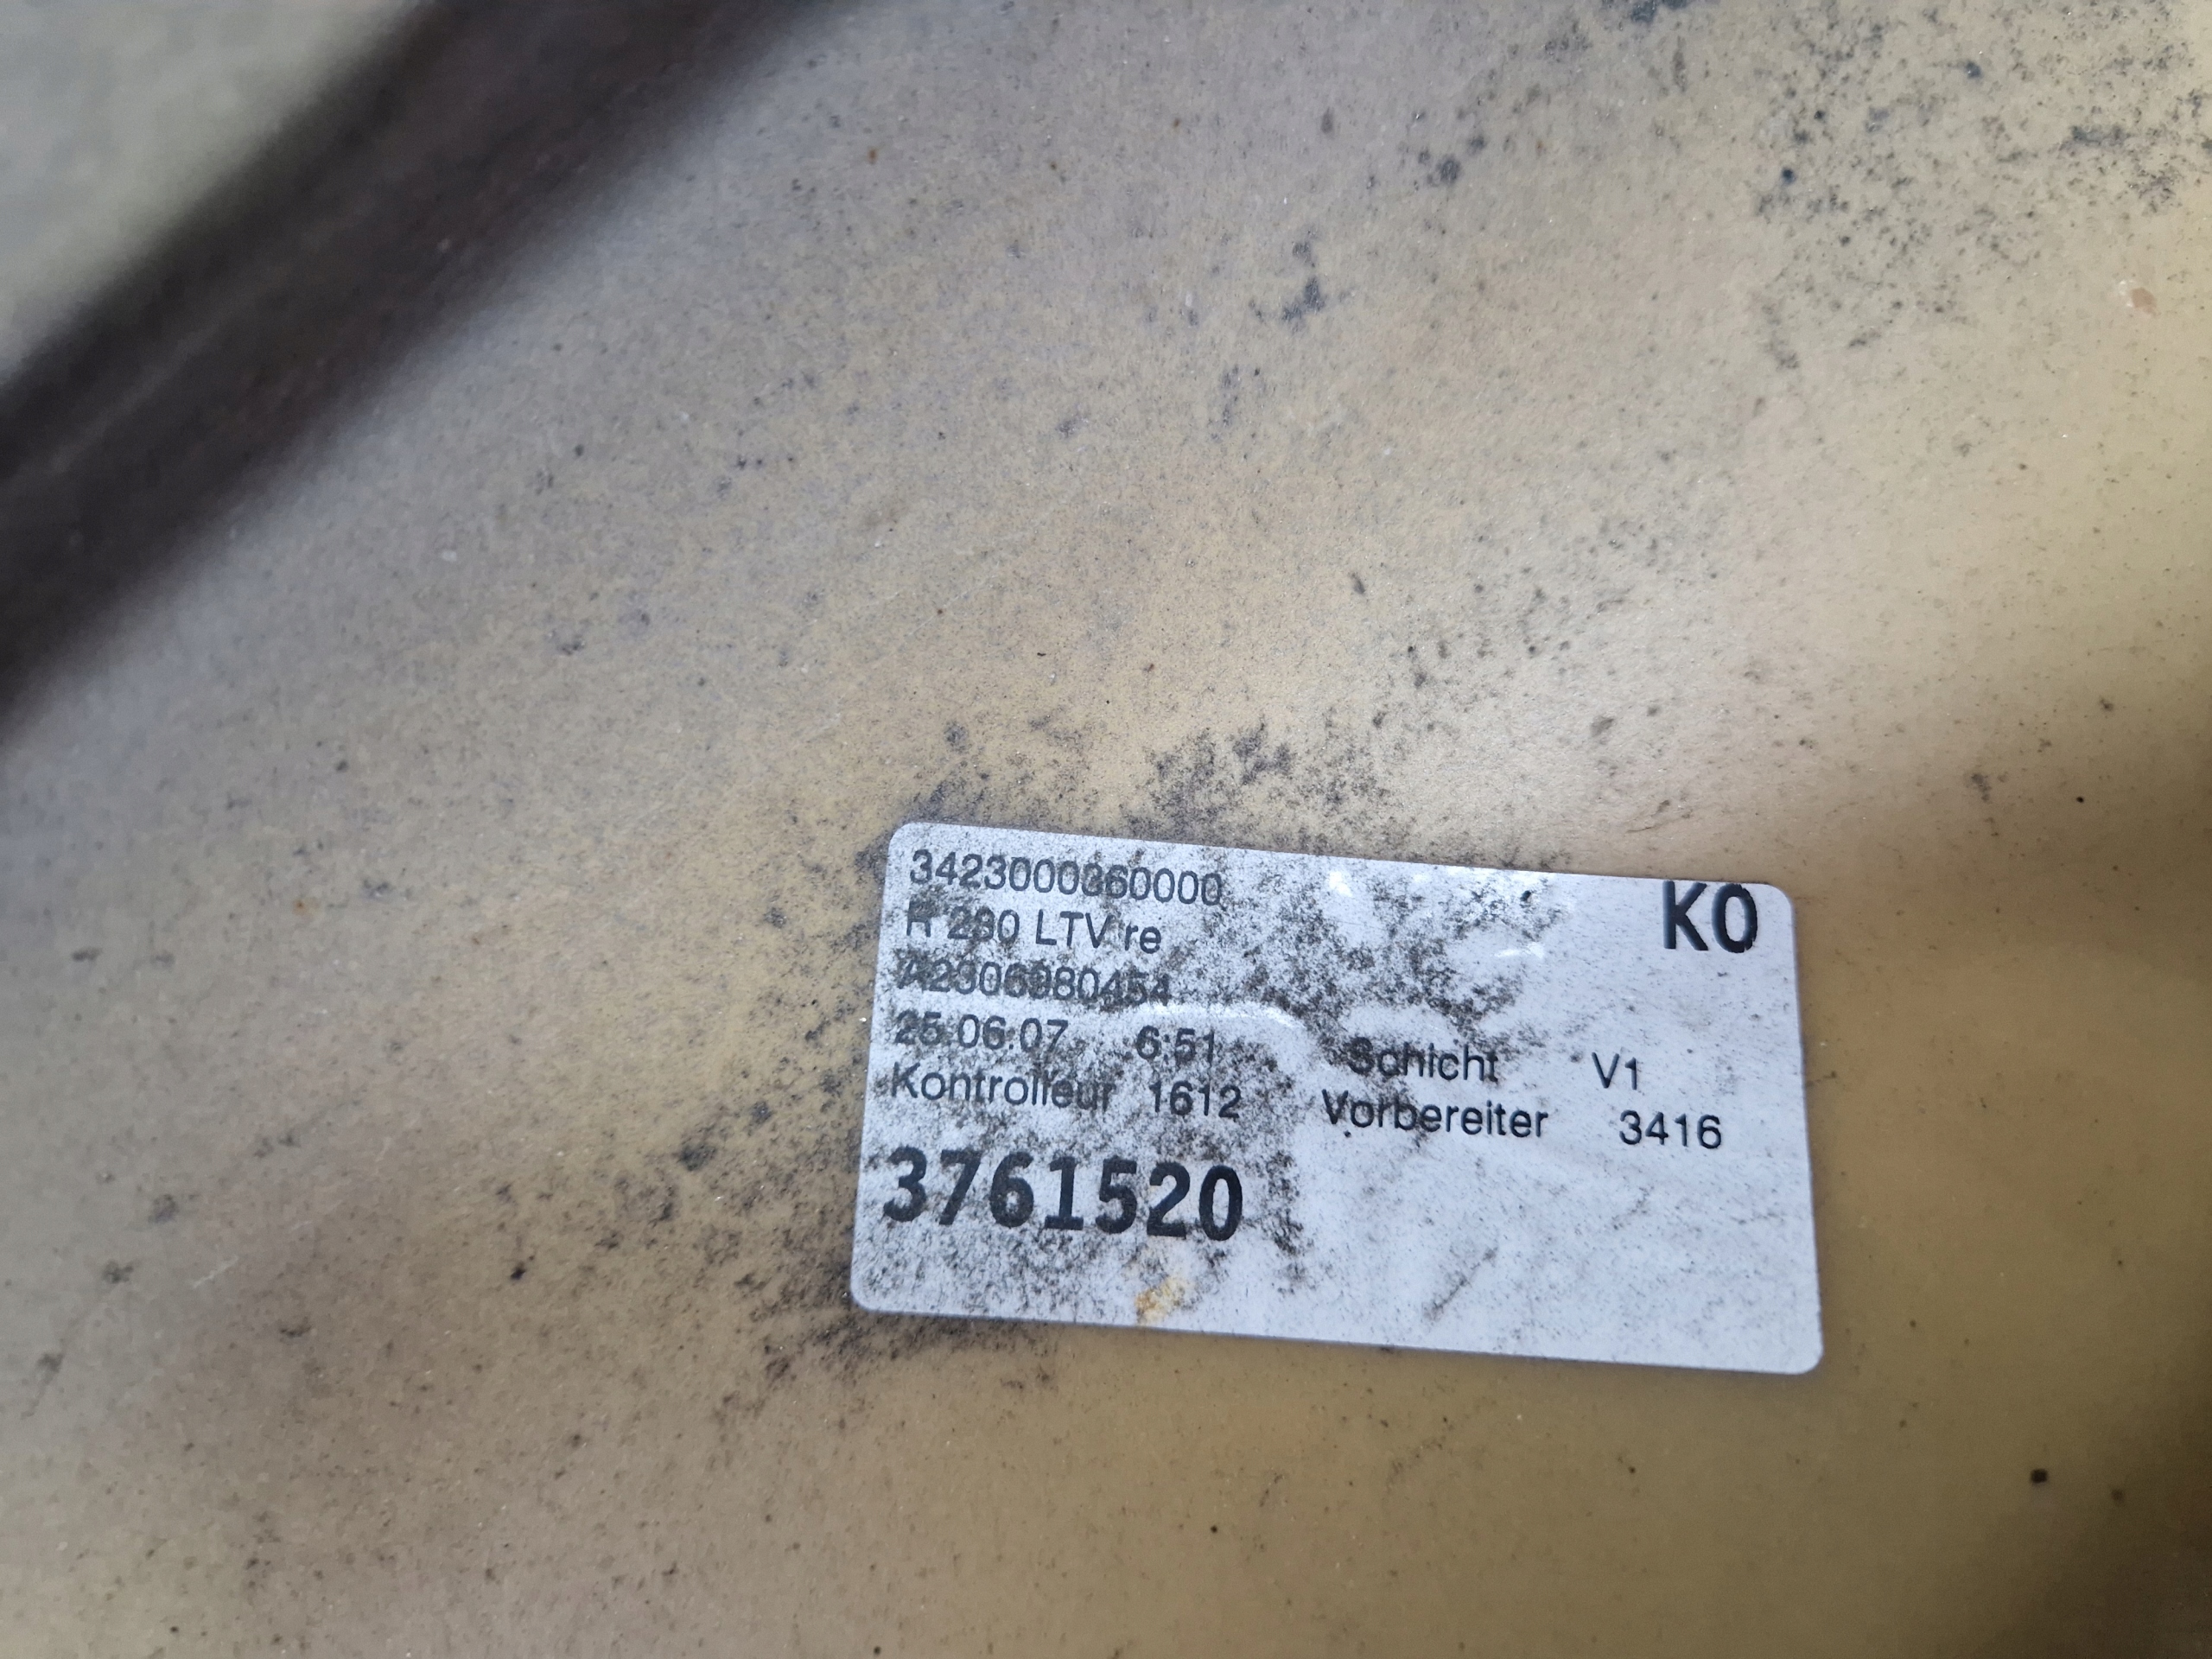 3423000360000 K0
R 230 LTV re
A2306980454
25.06.07 6:51 Schicht V1
Kontrolleur 1612 Vorbereiter 3416
3761520